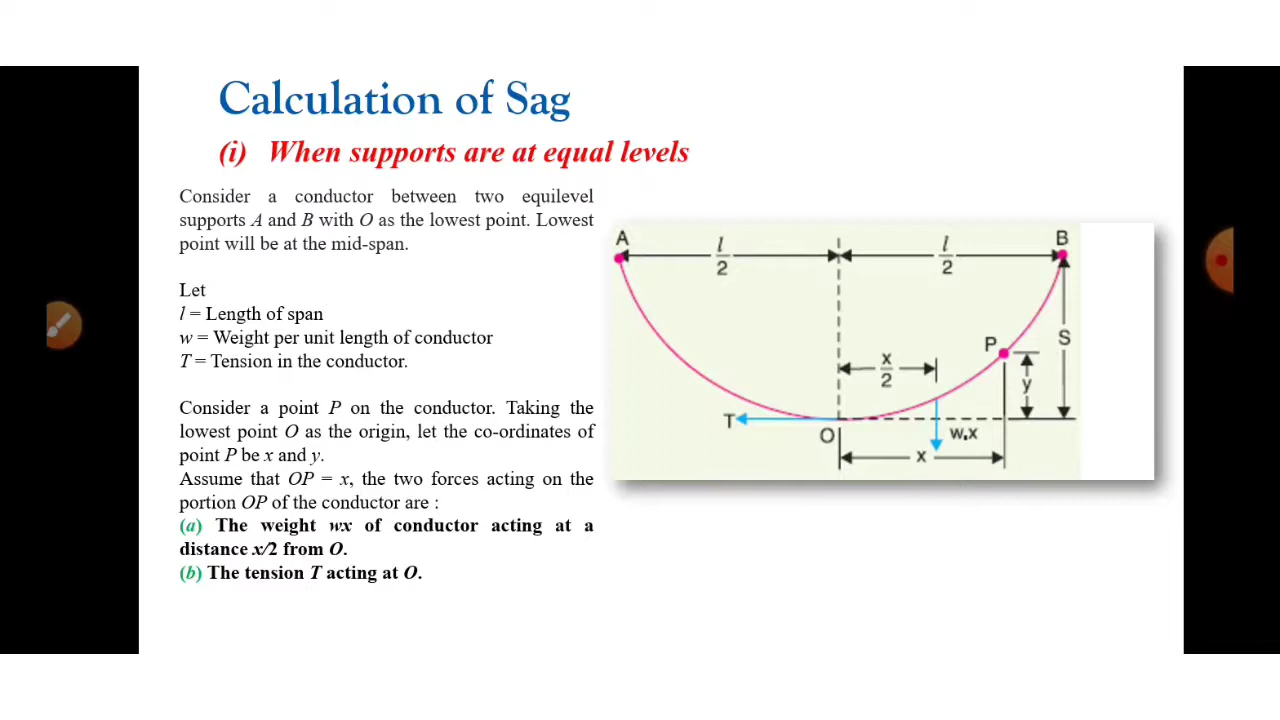 Calculation of Sag
(i) When supports are at equal levels
Consider a conductor between two equilevel
supports A and B with O as the lowest point. Lowest
point will be at the mid-span.
Let
l = Length of span
w = Weight per unit length of conductor
T = Tension in the conductor.
Consider a point P on the conductor. Taking the
lowest point O as the origin, let the co-ordinates of
point P be x and y.
Assume that OP = x, the two forces acting on the
portion OP of the conductor are :
(a) The weight wx of conductor acting at a
distance x/2 from O.
(b) The tension T acting at O.
A
l/2
l/2
B
S
P
x/2
y
T
O
w.x
x